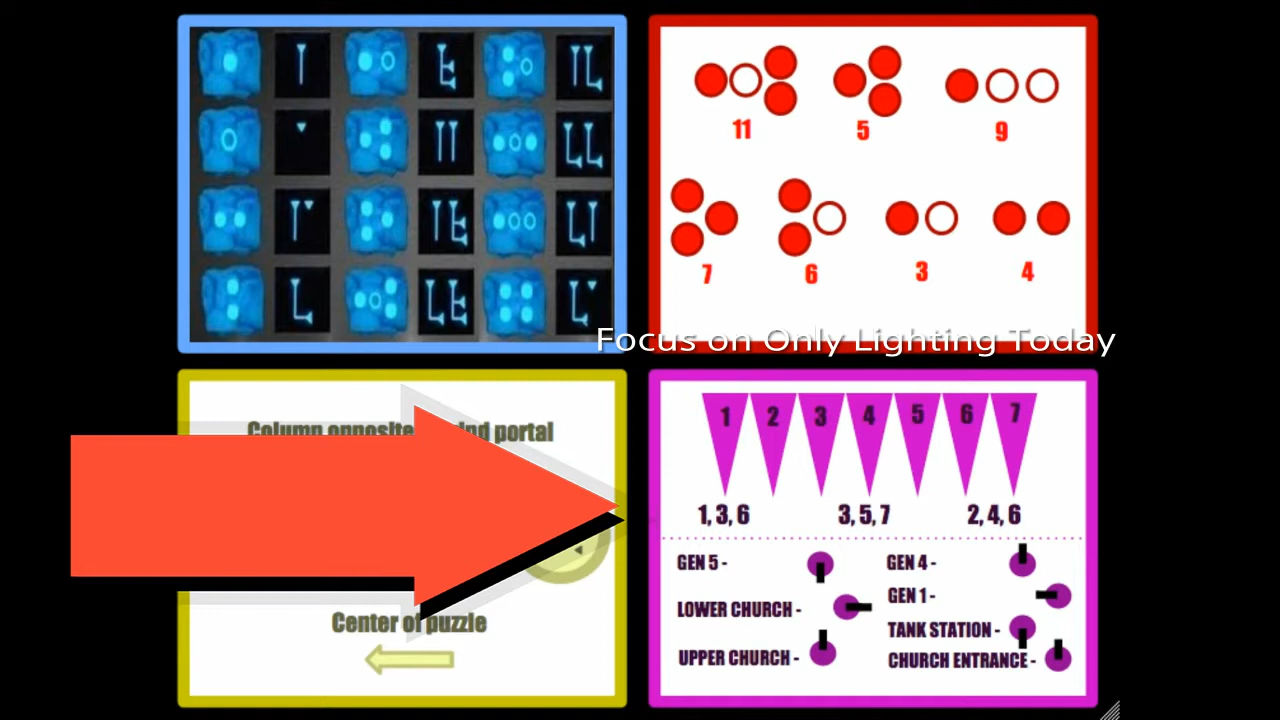 11 5 9
7 6 3 4
Focus on Only Lighting Today
Column opposite
portal
Center of puzzle
1 2 3 4 5 6 7
1, 3, 6 3, 5, 7 2, 4, 6
GEN 5 - GEN 4 -
GEN 1 -
LOWER CHURCH -
TANK STATION -
UPPER CHURCH - CHURCH ENTRANCE -